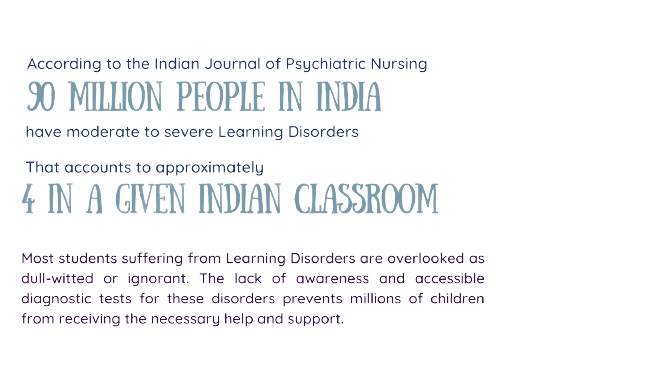 According to the Indian Journal of Psychiatric Nursing
90 MILLION PEOPLE IN INDIA
have moderate to severe Learning Disorders
That accounts to approximately
4 IN A GIVEN INDIAN CLASSROOM
Most students suffering from Learning Disorders are overlooked as
dull-witted or ignorant. The lack of awareness and accessible
diagnostic tests for these disorders prevents millions of children
from receiving the necessary help and support.